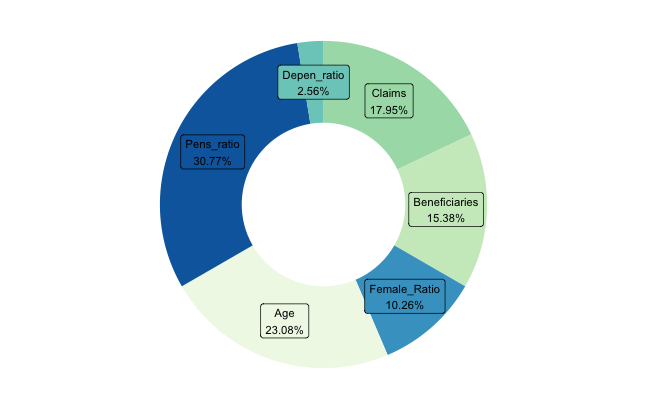 Depen_ratio
2.56%
Claims
17.95%
Pens_ratio
30.77%
Beneficiaries
15.38%
Female_Ratio
10.26%
Age
23.08%